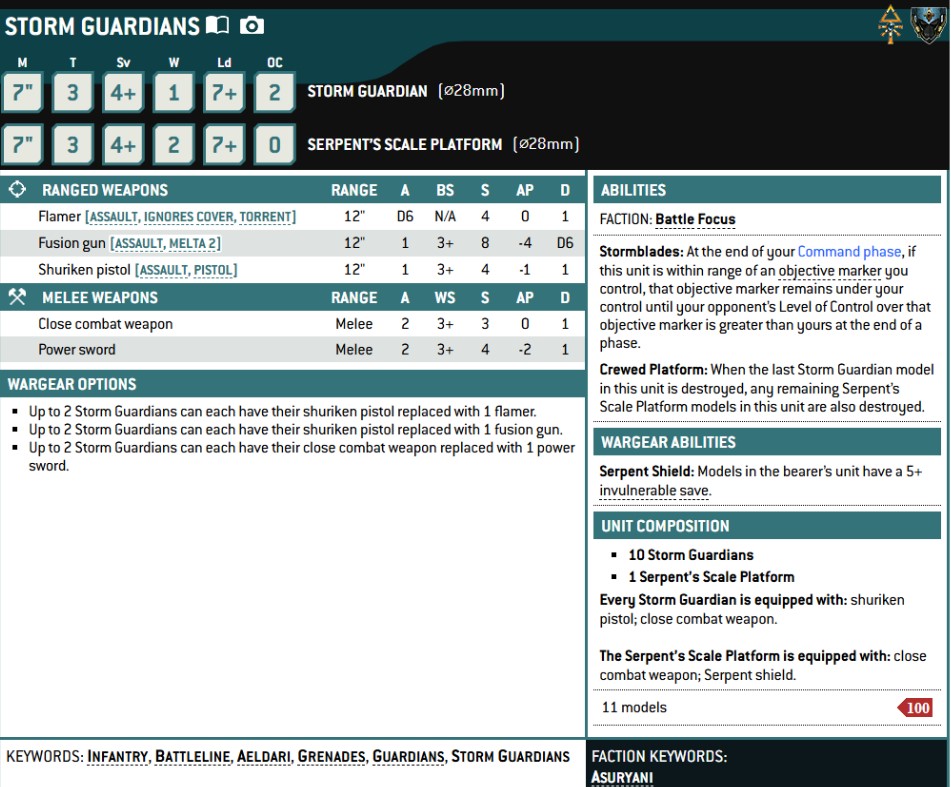 STORM GUARDIANS
M T Sv W Ld OC
7" 3 4+ 1 7+ 2 STORM GUARDIAN (⌀28mm)
7" 3 4+ 2 7+ 0 SERPENT'S SCALE PLATFORM (⌀28mm)
RANGED WEAPONS RANGE A BS S AP D
Flamer [ASSAULT, IGNORES COVER, TORRENT] 12" D6 N/A 4 0 1
Fusion gun [ASSAULT, MELTA 2] 12" 1 3+ 8 -4 D6
Shuriken pistol [ASSAULT, PISTOL] 12" 1 3+ 4 -1 1
MELEE WEAPONS RANGE A WS S AP D
Close combat weapon Melee 2 3+ 3 0 1
Power sword Melee 2 3+ 4 -2 1
WARGEAR OPTIONS
▪ Up to 2 Storm Guardians can each have their shuriken pistol replaced with 1 flamer.
▪ Up to 2 Storm Guardians can each have their shuriken pistol replaced with 1 fusion gun.
▪ Up to 2 Storm Guardians can each have their close combat weapon replaced with 1 power
sword.
ABILITIES
FACTION: Battle Focus
Stormblades: At the end of your Command phase, if
this unit is within range of an objective marker you
control, that objective marker remains under your
control until your opponent's Level of Control over that
objective marker is greater than yours at the end of a
phase.
Crewed Platform: When the last Storm Guardian model
in this unit is destroyed, any remaining Serpent's
Scale Platform models in this unit are also destroyed.
WARGEAR ABILITIES
Serpent Shield: Models in the bearer's unit have a 5+
invulnerable save.
UNIT COMPOSITION
▪ 10 Storm Guardians
▪ 1 Serpent's Scale Platform
Every Storm Guardian is equipped with: shuriken
pistol; close combat weapon.
The Serpent's Scale Platform is equipped with: close
combat weapon; Serpent shield.
11 models 100
KEYWORDS: INFANTRY, BATTLELINE, AELDARI, GRENADES, GUARDIANS, STORM GUARDIANS
FACTION KEYWORDS:
ASURYANI